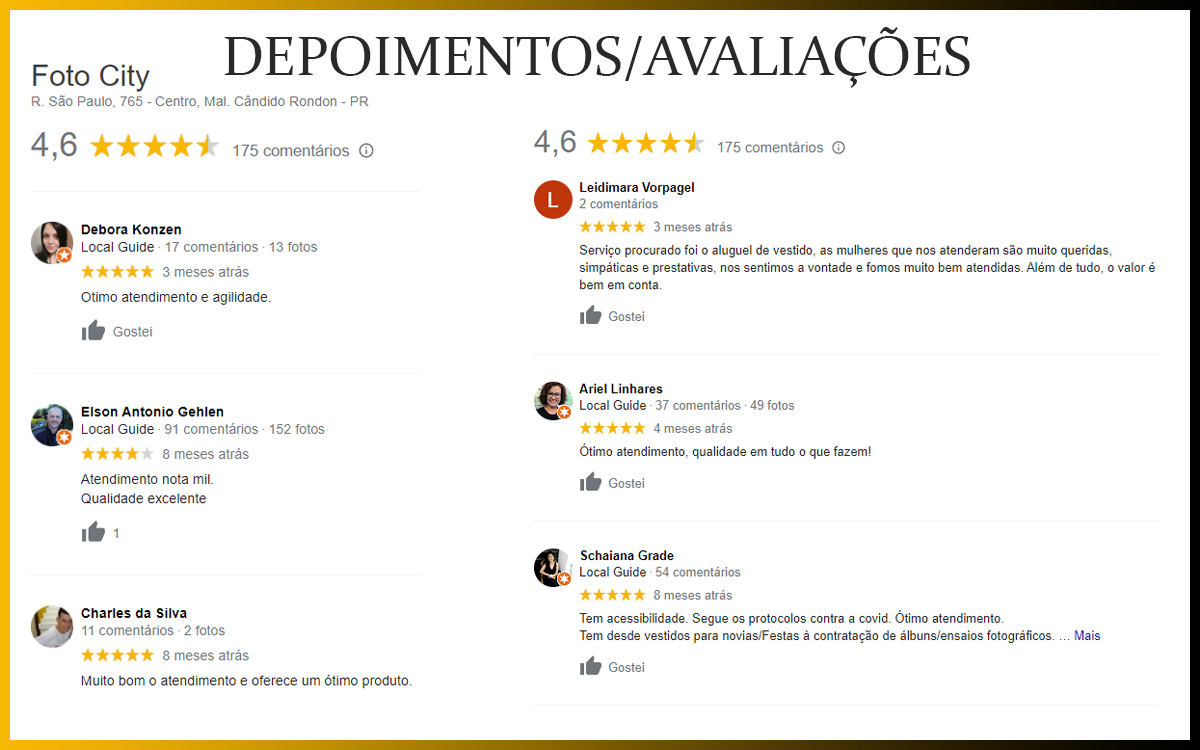 DEPOIMENTOS/AVALIAÇÕES
Foto City
R. São Paulo, 765 - Centro, Mal. Cândido Rondon - PR
4,6 175 comentários
Debora Konzen
Local Guide · 17 comentários · 13 fotos
3 meses atrás
Otimo atendimento e agilidade.
Gostei
Elson Antonio Gehlen
Local Guide · 91 comentários · 152 fotos
8 meses atrás
Atendimento nota mil.
Qualidade excelente
1
Charles da Silva
11 comentários · 2 fotos
8 meses atrás
Muito bom o atendimento e oferece um ótimo produto.
4,6 175 comentários
L
Leidimara Vorpagel
2 comentários
3 meses atrás
Serviço procurado foi o aluguel de vestido, as mulheres que nos atenderam são muito queridas,
simpáticas e prestativas, nos sentimos a vontade e fomos muito bem atendidas. Além de tudo, o valor é
bem em conta.
Gostei
Ariel Linhares
Local Guide · 37 comentários · 49 fotos
4 meses atrás
Ótimo atendimento, qualidade em tudo o que fazem!
Gostei
Schaiana Grade
Local Guide · 54 comentários
8 meses atrás
Tem acessibilidade. Segue os protocolos contra a covid. Ótimo atendimento.
Tem desde vestidos para novias/Festas à contratação de álbuns/ensaios fotográficos. … Mais
Gostei